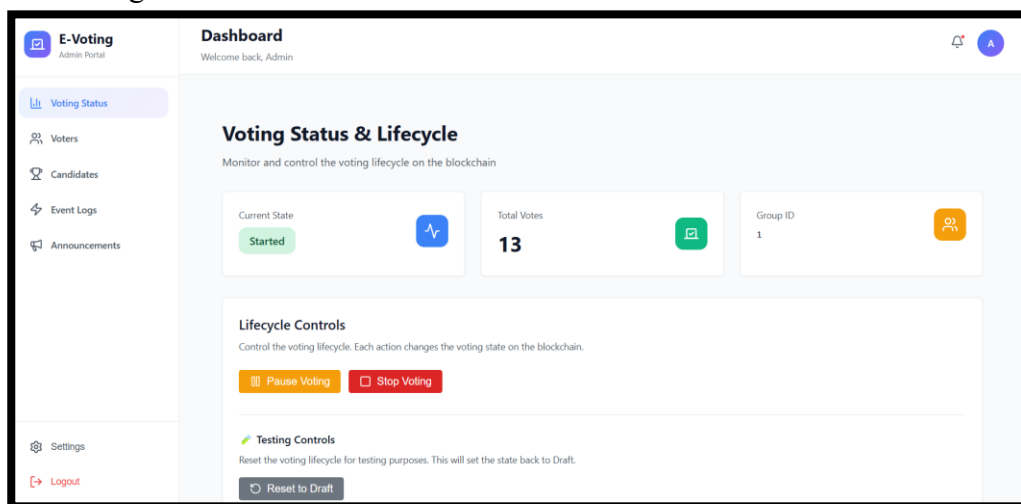 E-Voting
Admin Portal
Dashboard
Welcome back, Admin
A
Voting Status
Voters
Candidates
Event Logs
Announcements
Settings
Logout
Voting Status & Lifecycle
Monitor and control the voting lifecycle on the blockchain
Current State
Started
Total Votes
13
Group ID
1
Lifecycle Controls
Control the voting lifecycle. Each action changes the voting state on the blockchain.
Pause Voting
Stop Voting
Testing Controls
Reset the voting lifecycle for testing purposes. This will set the state back to Draft.
Reset to Draft